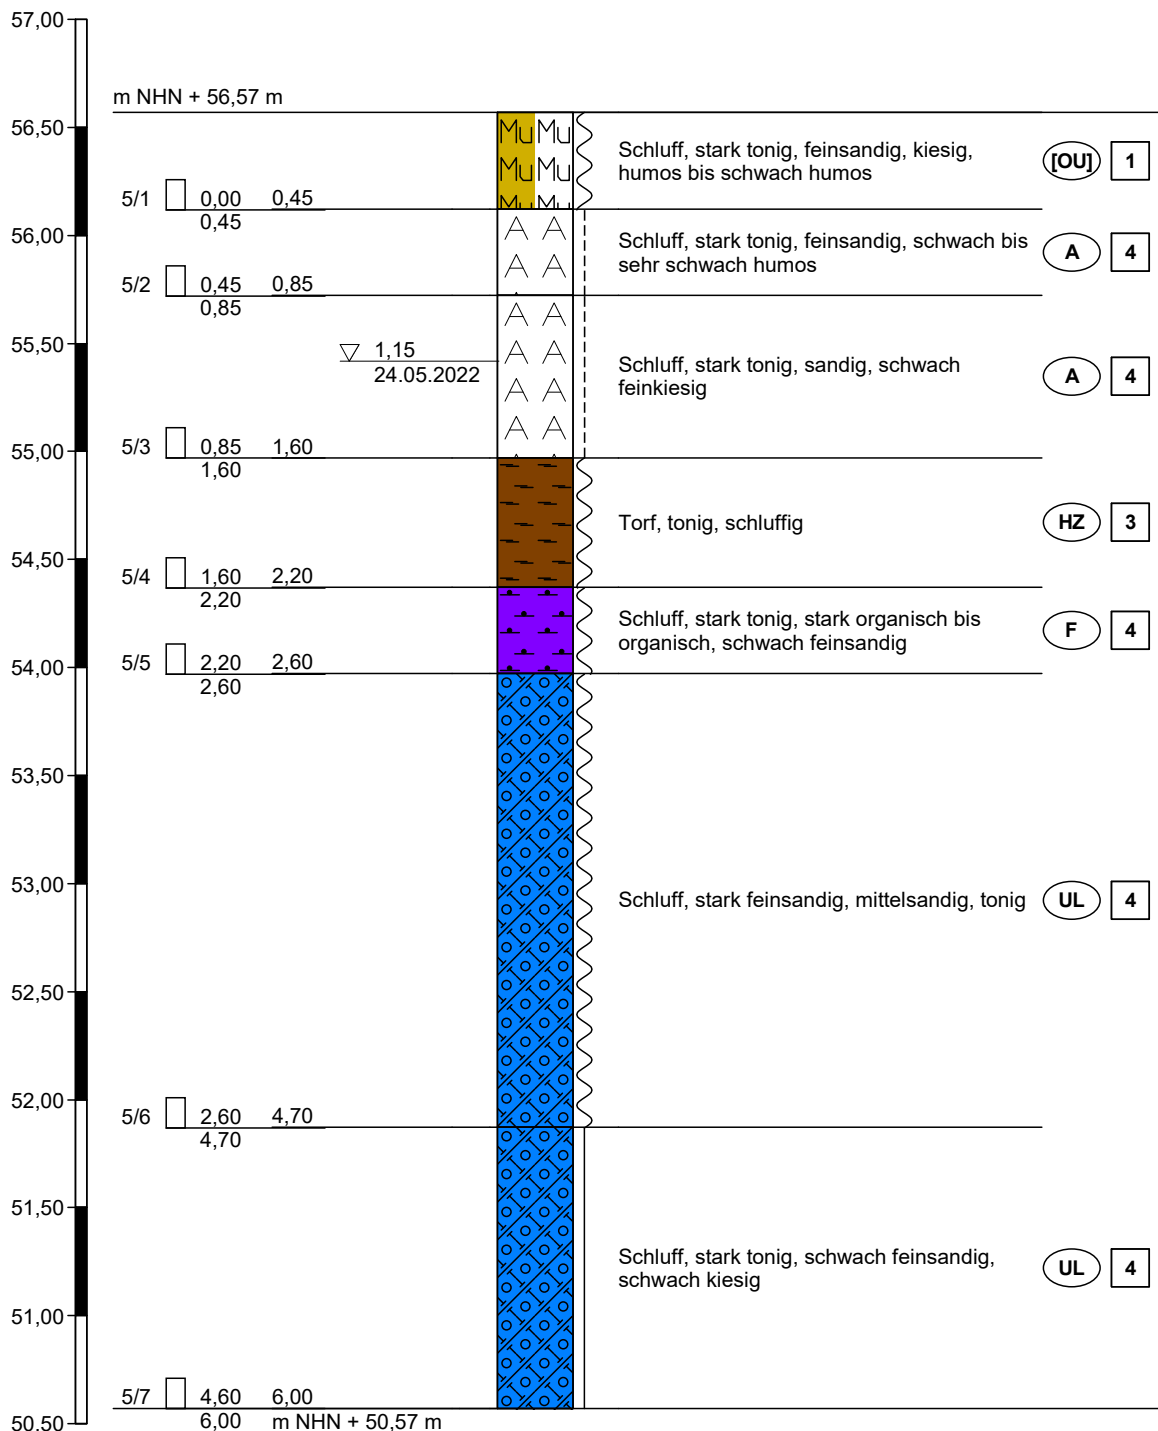 57,00
m NHN + 56,57 m
56,50
Mu Mu
Mu Mu
Mu Mu
Schluff, stark tonig, feinsandig, kiesig,
humos bis schwach humos
[OU] 1
5/1 0,00 0,45
0,45
56,00
A A
A A
Schluff, stark tonig, feinsandig, schwach bis
sehr schwach humos
A 4
5/2 0,45 0,85
0,85
55,50
A A
A A
A A
A A
1,15
24.05.2022
Schluff, stark tonig, sandig, schwach
feinkiesig
A 4
5/3 0,85 1,60
55,00
1,60
Torf, tonig, schluffig
HZ 3
54,50
5/4 1,60 2,20
2,20
Schluff, stark tonig, stark organisch bis
organisch, schwach feinsandig
F 4
54,00
5/5 2,20 2,60
2,60
53,50
53,00
Schluff, stark feinsandig, mittelsandig, tonig
UL 4
52,50
52,00
5/6 2,60 4,70
4,70
51,50
Schluff, stark tonig, schwach feinsandig,
schwach kiesig
UL 4
51,00
5/7 4,60 6,00
6,00 m NHN + 50,57 m
50,50